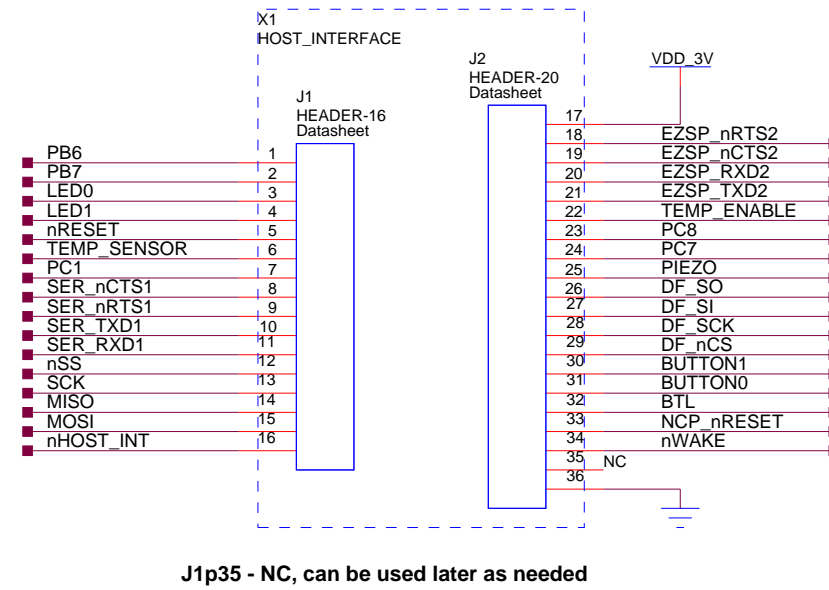 X1
HOST_INTERFACE
J1
HEADER-16
Datasheet
PB6 1
PB7 2
LED0 3
LED1 4
nRESET 5
TEMP_SENSOR 6
PC1 7
SER_nCTS1 8
SER_nRTS1 9
SER_TXD1 10
SER_RXD1 11
nSS 12
SCK 13
MISO 14
MOSI 15
nHOST_INT 16
J2
HEADER-20
Datasheet
VDD_3V
17
18 EZSP_nRTS2
19 EZSP_nCTS2
20 EZSP_RXD2
21 EZSP_TXD2
22 TEMP_ENABLE
23 PC8
24 PC7
25 PIEZO
26 DF_SO
27 DF_SI
28 DF_SCK
29 DF_nCS
30 BUTTON1
31 BUTTON0
32 BTL
33 NCP_nRESET
34 nWAKE
35 NC
36
J1p35 - NC, can be used later as needed